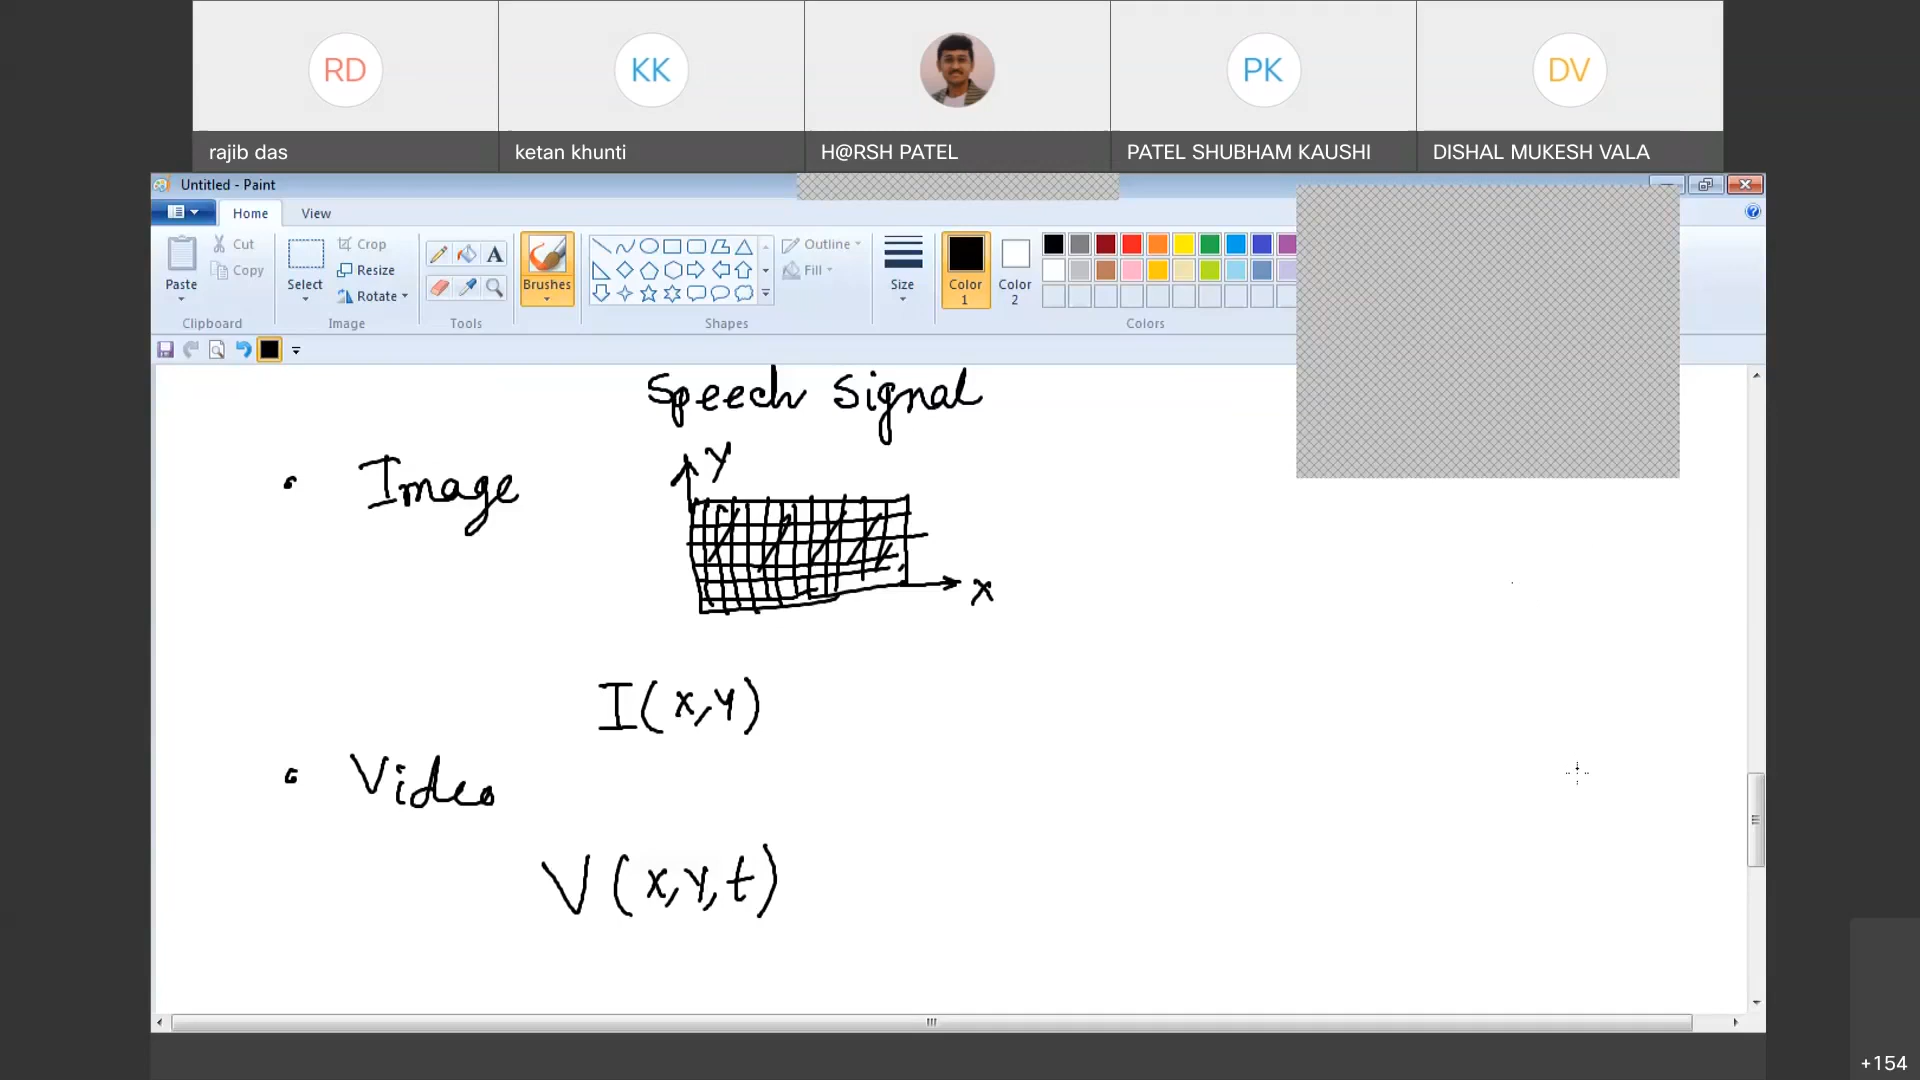 RD
KK
PK
DV
rajib das
ketan khunti
H@RSH PATEL
PATEL SHUBHAM KAUSHI
DISHAL MUKESH VALA
Untitled - Paint
Home
View
Paste
Cut
Copy
Clipboard
Select
Crop
Resize
Rotate
Image
A
Tools
Brushes
Outline
Fill
Shapes
Size
Color 1
Color 2
Colors
Speech Signal
Image
Y
X
I(x,y)
Video
V(x,y,t)
+154